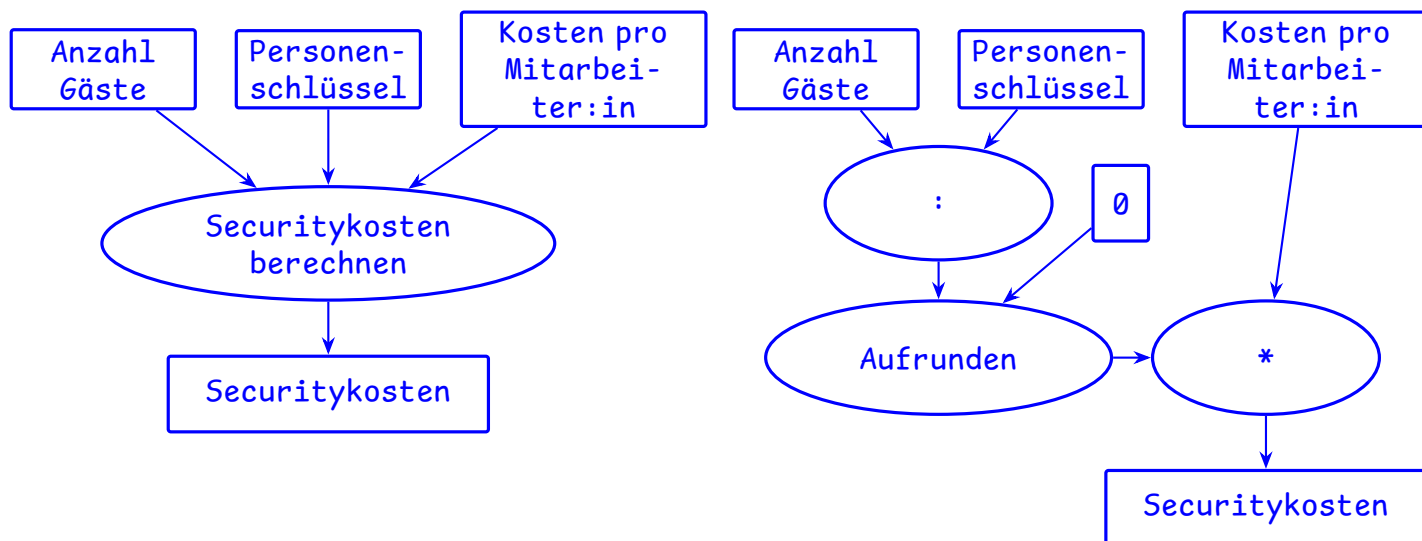 Anzahl
Gäste
Personen-
schlüssel
Kosten pro
Mitarbei-
ter:in
Securitykosten
berechnen
Securitykosten
Anzahl
Gäste
Personen-
schlüssel
Kosten pro
Mitarbei-
ter:in
:
0
Aufrunden
*
Securitykosten